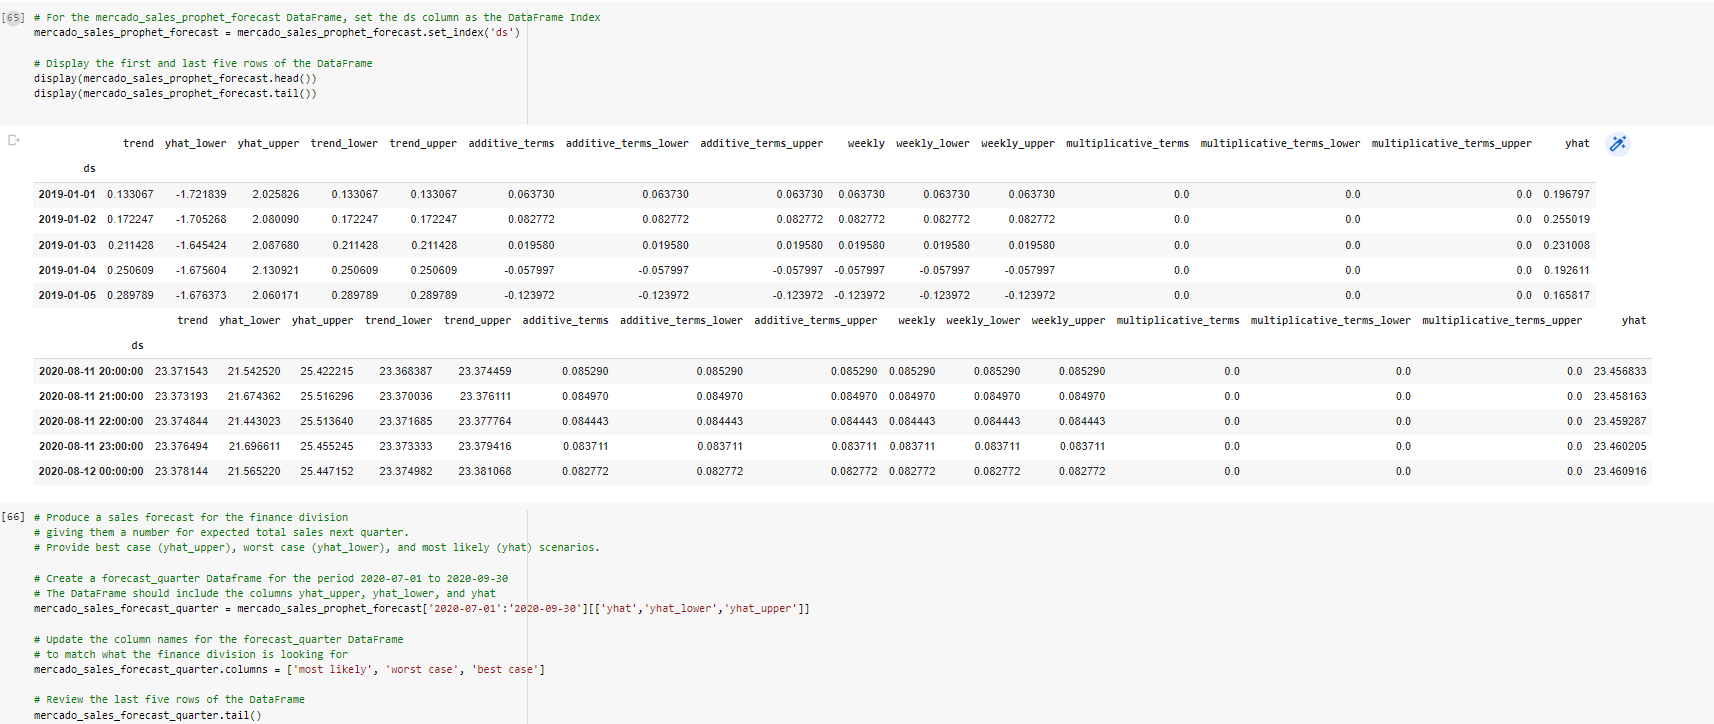 [65] # For the mercado_sales_prophet_forecast DataFrame, set the ds column as the DataFrame Index
mercado_sales_prophet_forecast = mercado_sales_prophet_forecast.set_index('ds')
# Display the first and last five rows of the DataFrame
display(mercado_sales_prophet_forecast.head())
display(mercado_sales_prophet_forecast.tail())
trend yhat_lower yhat_upper trend_lower trend_upper additive_terms additive_terms_lower additive_terms_upper weekly weekly_lower weekly_upper multiplicative_terms multiplicative_terms_lower multiplicative_terms_upper yhat
ds
2019-01-01 0.133067 -1.721839 2.025826 0.133067 0.133067 0.063730 0.063730 0.063730 0.063730 0.063730 0.063730 0.0 0.0 0.0 0.196797
2019-01-02 0.172247 -1.705268 2.080090 0.172247 0.172247 0.082772 0.082772 0.082772 0.082772 0.082772 0.082772 0.0 0.0 0.0 0.255019
2019-01-03 0.211428 -1.645424 2.087680 0.211428 0.211428 0.019580 0.019580 0.019580 0.019580 0.019580 0.019580 0.0 0.0 0.0 0.231008
2019-01-04 0.250609 -1.675604 2.130921 0.250609 0.250609 -0.057997 -0.057997 -0.057997 -0.057997 -0.057997 -0.057997 0.0 0.0 0.0 0.192611
2019-01-05 0.289789 -1.676373 2.060171 0.289789 0.289789 -0.123972 -0.123972 -0.123972 -0.123972 -0.123972 -0.123972 0.0 0.0 0.0 0.165817
trend yhat_lower yhat_upper trend_lower trend_upper additive_terms additive_terms_lower additive_terms_upper weekly weekly_lower weekly_upper multiplicative_terms multiplicative_terms_lower multiplicative_terms_upper yhat
ds
2020-08-11 20:00:00 23.371543 21.542520 25.422215 23.368387 23.374459 0.085290 0.085290 0.085290 0.085290 0.085290 0.085290 0.0 0.0 0.0 23.456833
2020-08-11 21:00:00 23.373193 21.674362 25.516296 23.370036 23.376111 0.084970 0.084970 0.084970 0.084970 0.084970 0.084970 0.0 0.0 0.0 23.458163
2020-08-11 22:00:00 23.374844 21.443023 25.513640 23.371685 23.377764 0.084443 0.084443 0.084443 0.084443 0.084443 0.084443 0.0 0.0 0.0 23.459287
2020-08-11 23:00:00 23.376494 21.696611 25.455245 23.373333 23.379416 0.083711 0.083711 0.083711 0.083711 0.083711 0.083711 0.0 0.0 0.0 23.460205
2020-08-12 00:00:00 23.378144 21.565220 25.447152 23.374982 23.381068 0.082772 0.082772 0.082772 0.082772 0.082772 0.082772 0.0 0.0 0.0 23.460916
[66] # Produce a sales forecast for the finance division
# giving them a number for expected total sales next quarter.
# Provide best case (yhat_upper), worst case (yhat_lower), and most likely (yhat) scenarios.
# Create a forecast_quarter Dataframe for the period 2020-07-01 to 2020-09-30
# The DataFrame should include the columns yhat_upper, yhat_lower, and yhat
mercado_sales_forecast_quarter = mercado_sales_prophet_forecast['2020-07-01':'2020-09-30'][['yhat','yhat_lower','yhat_upper']]
# Update the column names for the forecast_quarter DataFrame
# to match what the finance division is looking for
mercado_sales_forecast_quarter.columns = ['most likely', 'worst case', 'best case']
# Review the last five rows of the DataFrame
mercado_sales_forecast_quarter.tail()